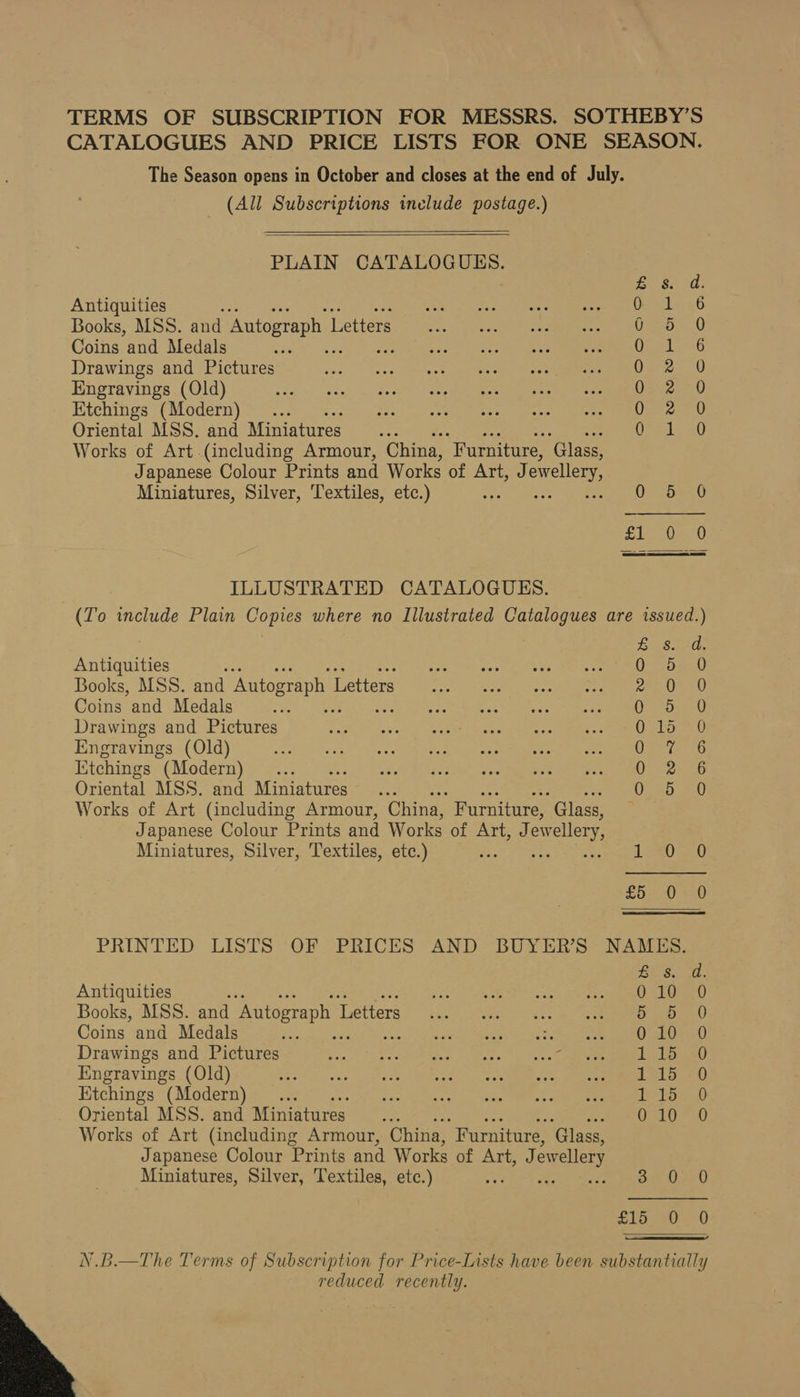 TERMS OF SUBSCRIPTION FOR MESSRS. SOTHEBY'S
CATALOGUES AND PRICE LISTS FOR ONE SEASON.
The Season opens in October and closes at the end of July.
(All Subscriptions include postage.)
PLAIN CATALOGUES.
£ s. d.
Antiquities ... ... ... ... ... ... ... ... 0 1 6
Books, MSS. and Autograph Letters ... ... ... ... 0 5 0
Coins and Medals ... ... ... ... ... ... ... 0 1 6
Drawings and Pictures ... ... ... ... ... ... 0 2 0
Engravings (Old) ... ... ... ... ... ... ... 0 2 0
Etchings (Modern) ... ... ... ... ... ... ... 0 2 0
Oriental MSS. and Miniatures ... ... ... ... ... 0 1 0
Works of Art (including Armour, China, Furniture, Glass,
Japanese Colour Prints and Works of Art, Jewellery,
Miniatures, Silver, Textiles, etc.) ... ... ... 0 5 0
£1 0 0
ILLUSTRATED CATALOGUES.
(To include Plain Copies where no Illustrated Catalogues are issued.)
£ s. d.
Antiquities ... ... ... ... ... ... ... ... 0 5 0
Books, MSS. and Autograph Letters ... ... ... ... 2 0 0
Coins and Medals ... ... ... ... ... ... ... 0 5 0
Drawings and Pictures ... ... ... ... ... ... 0 15 0
Engravings (Old) ... ... ... ... ... ... ... 0 7 6
Etchings (Modern) ... ... ... ... ... ... ... 0 2 6
Oriental MSS. and Miniatures ... ... ... ... ... 0 5 0
Works of Art (including Armour, China, Furniture, Glass,
Japanese Colour Prints and Works of Art, Jewellery,
Miniatures, Silver, Textiles, etc.) ... ... ... 1 0 0
£5 0 0
PRINTED LISTS OF PRICES AND BUYER'S NAMES.
£ s. d.
Antiquities ... ... ... ... ... ... ... ... 0 10 0
Books, MSS. and Autograph Letters ... ... ... ... 5 5 0
Coins and Medals ... ... ... ... ... ... ... 0 10 0
Drawings and Pictures ... ... ... ... ... ... 1 15 0
Engravings (Old) ... ... ... ... ... ... ... 1 15 0
Etchings (Modern) ... ... ... ... ... ... ... 1 15 0
Oriental MSS. and Miniatures ... ... ... ... ... 0 10 0
Works of Art (including Armour, China, Furniture, Glass,
Japanese Colour Prints and Works of Art, Jewellery
Miniatures, Silver, Textiles, etc.) ... ... ... 3 0 0
£15 0 0
N.B.—The Terms of Subscription for Price-Lists have been substantially
reduced recently.